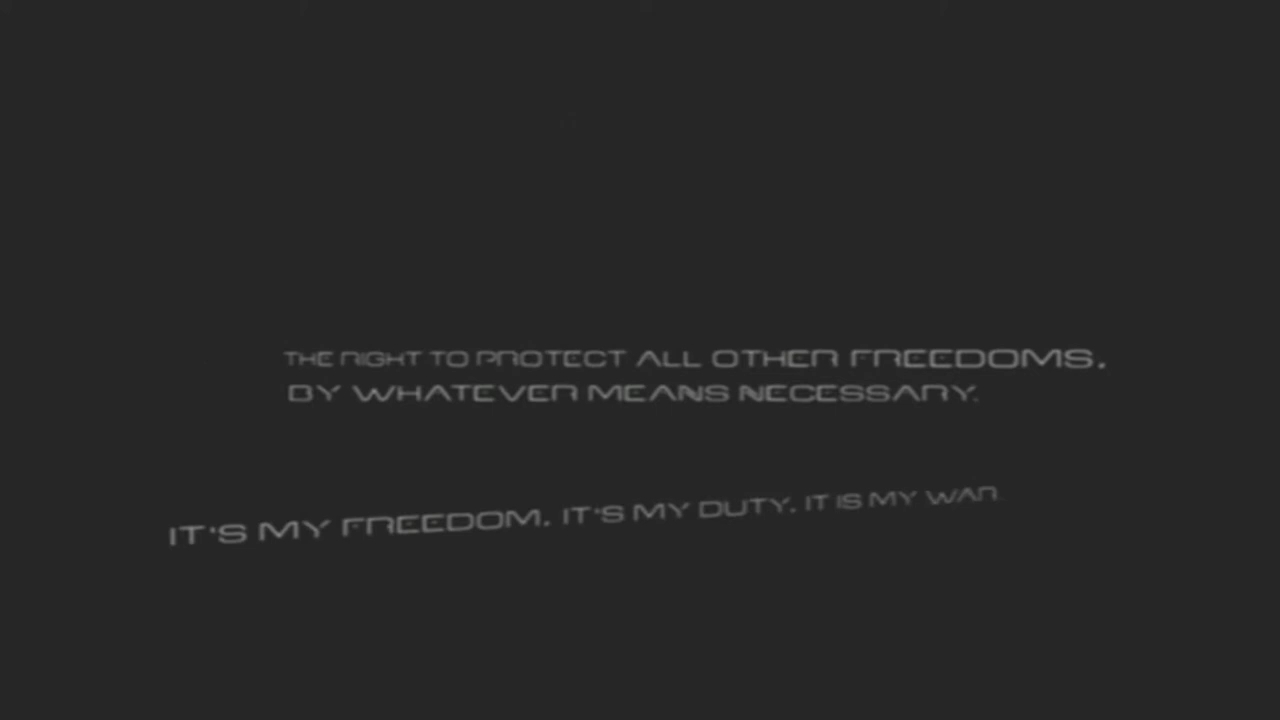 THE RIGHT TO PROTECT ALL OTHER FREEDOMS.
BY WHATEVER MEANS NECESSARY.
IT'S MY FREEDOM. IT'S MY DUTY. IT IS MY WAR